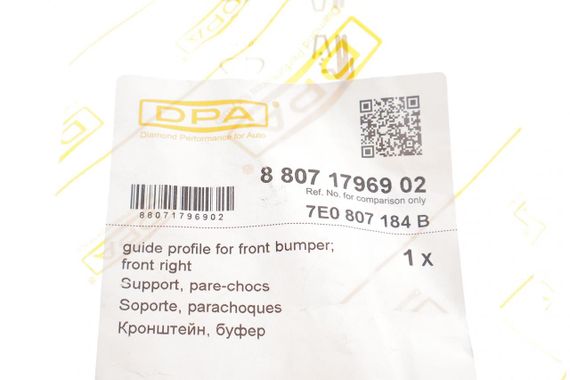 DPA
Diamond Performance for Auto
8 807 17969 02
Ref. No. for comparison only
88071796902
7E0 807 184 B
guide profile for front bumper;
front right
1 x
Support, pare-chocs
Soporte, parachoques
Кронштейн, буфер